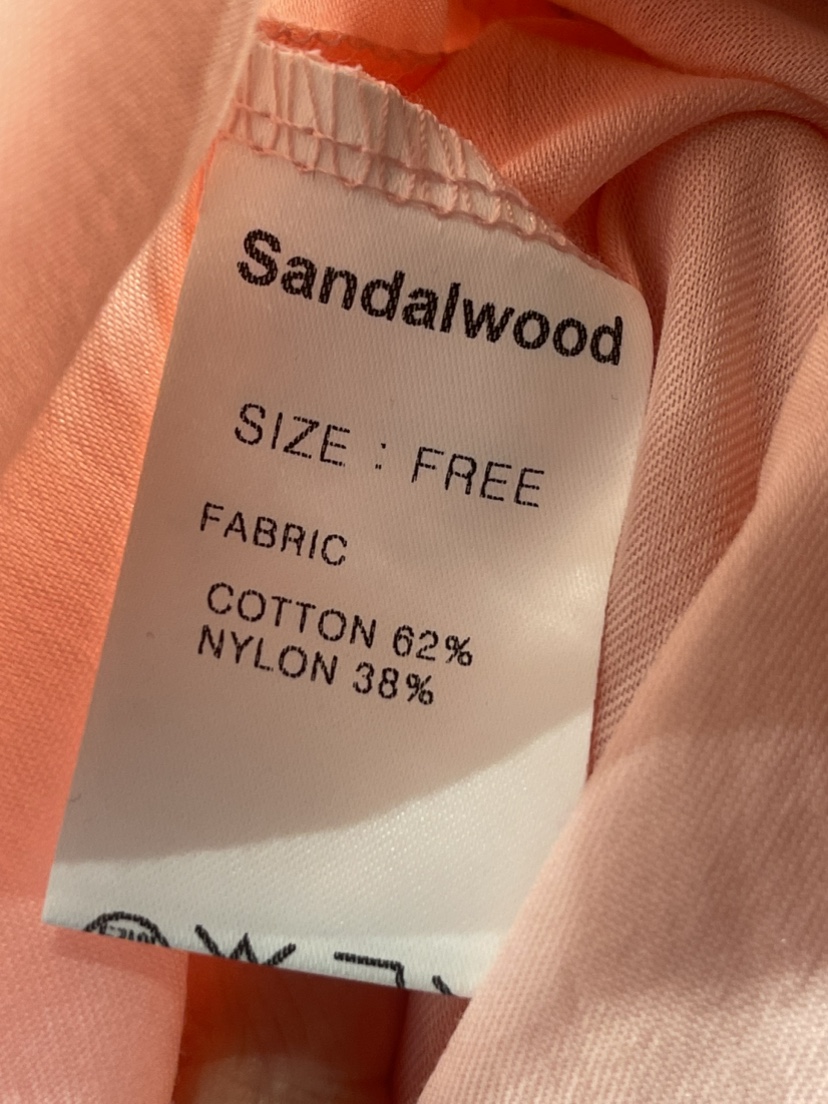 Sandalwood
SIZE : FREE
FABRIC
COTTON 62%
NYLON 38%